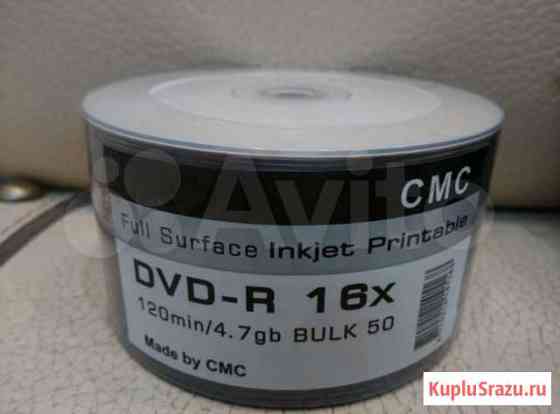 CMC
Full Surface Inkjet Printable
DVD-R 16x
120min/4.7gb BULK 50
Made by CMC
Avito
KupluSrazu.ru